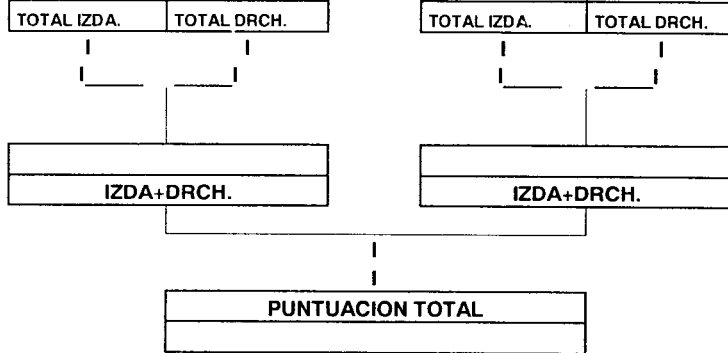 TOTAL IZDA. TOTAL DRCH. TOTAL IZDA. TOTAL DRCH.
IZDA+DRCH. IZDA+DRCH.
PUNTUACION TOTAL